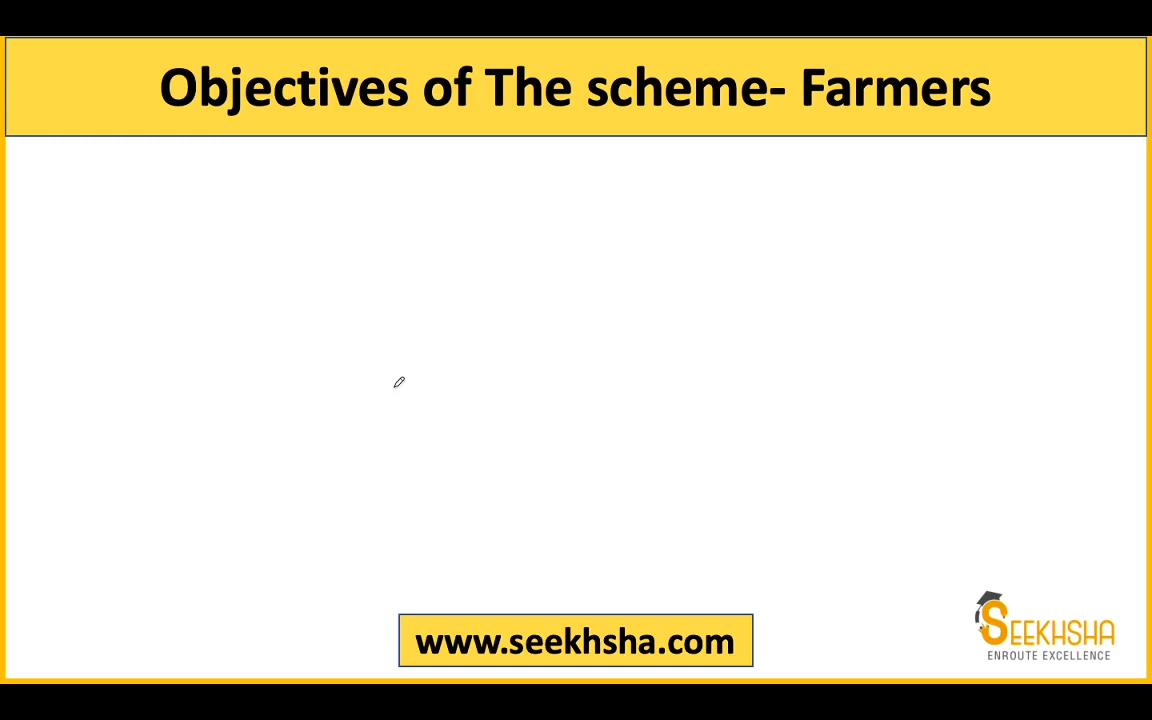 Objectives of The scheme- Farmers
www.seekhsha.com
SEEKHSHA
ENROUTE EXCELLENCE